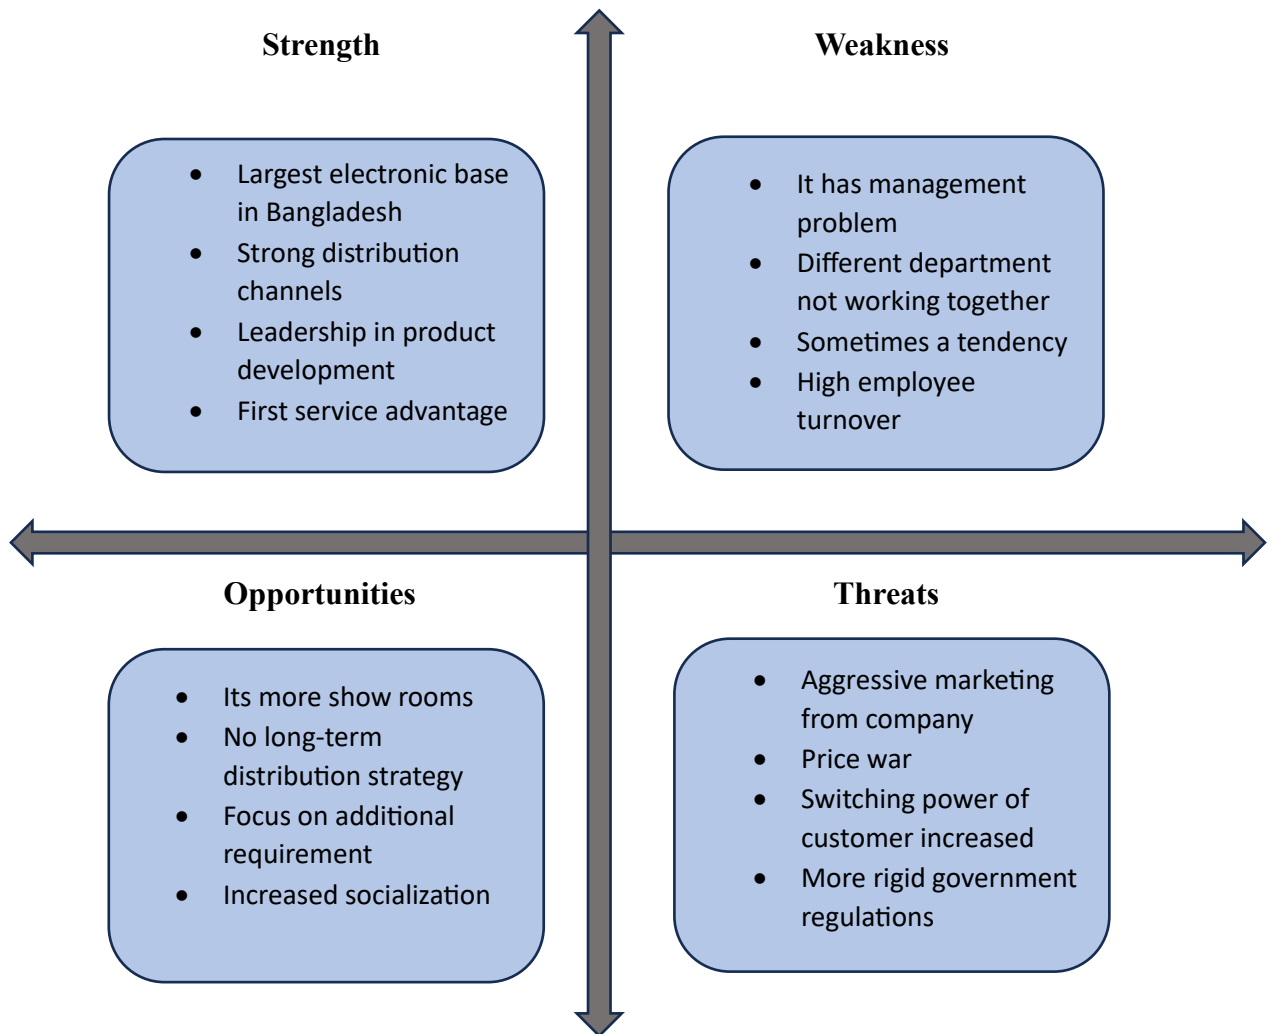 Strength
• Largest electronic base
in Bangladesh
• Strong distribution
channels
• Leadership in product
development
• First service advantage
Weakness
• It has management
problem
• Different department
not working together
• Sometimes a tendency
• High employee
turnover
Opportunities
• Its more show rooms
• No long-term
distribution strategy
• Focus on additional
requirement
• Increased socialization
Threats
• Aggressive marketing
from company
• Price war
• Switching power of
customer increased
• More rigid government
regulations